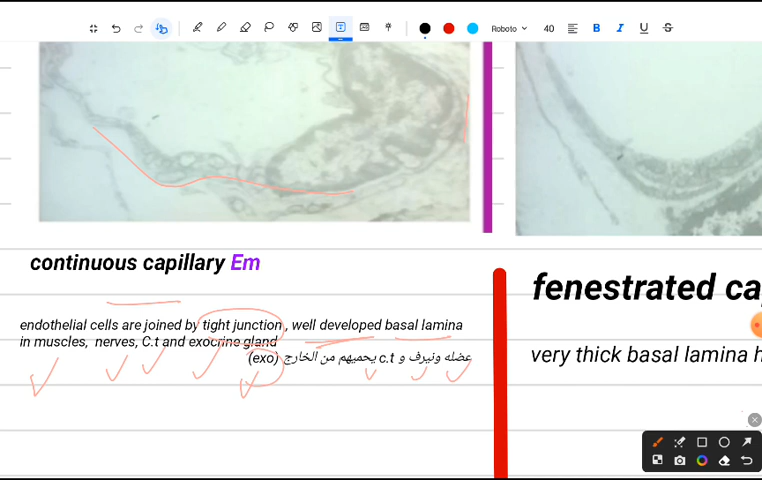 Roboto 40 B I U S
continuous capillary Em
endothelial cells are joined by tight junction , well developed basal lamina
in muscles, nerves, C.t and exocrine gland
عضله ونيرف و c.t يحميهم من الخارج (exo)
fenestrated ca
very thick basal lamina h